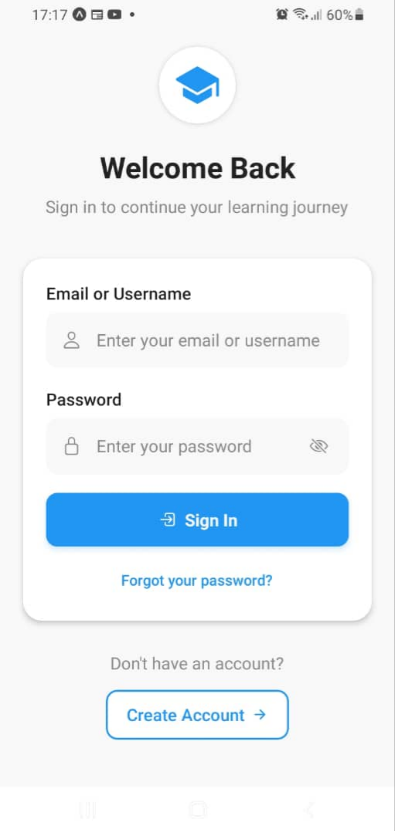 17:17 60%
Welcome Back
Sign in to continue your learning journey
Email or Username
Enter your email or username
Password
Enter your password
Sign In
Forgot your password?
Don't have an account?
Create Account →